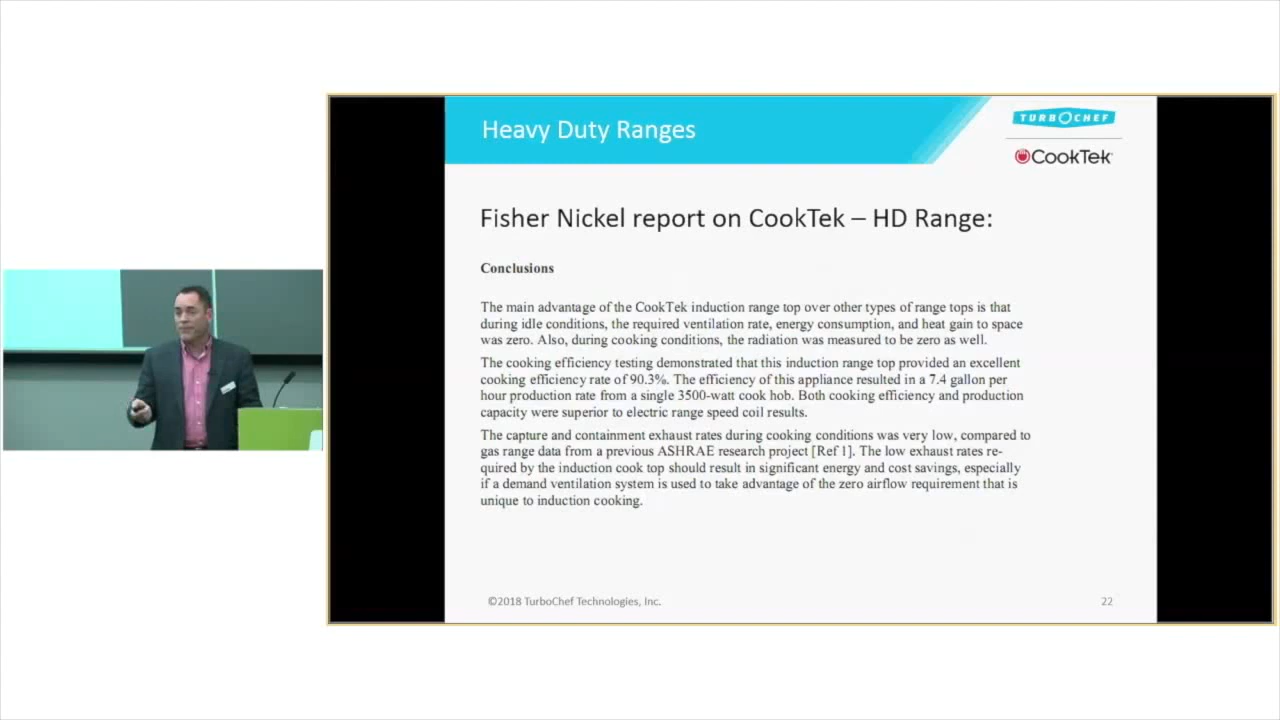 Heavy Duty Ranges
TURBOCHEF
CookTek
Fisher Nickel report on CookTek – HD Range:
Conclusions
The main advantage of the CookTek induction range top over other types of range tops is that
during idle conditions, the required ventilation rate, energy consumption, and heat gain to space
was zero. Also, during cooking conditions, the radiation was measured to be zero as well.
The cooking efficiency testing demonstrated that this induction range top provided an excellent
cooking efficiency rate of 90.3%. The efficiency of this appliance resulted in a 7.4 gallon per
hour production rate from a single 3500-watt cook hob. Both cooking efficiency and production
capacity were superior to electric range speed coil results.
The capture and containment exhaust rates during cooking conditions was very low, compared to
gas range data from a previous ASHRAE research project [Ref 1]. The low exhaust rates re-
quired by the induction cook top should result in significant energy and cost savings, especially
if a demand ventilation system is used to take advantage of the zero airflow requirement that is
unique to induction cooking.
©2018 TurboChef Technologies, Inc.
22